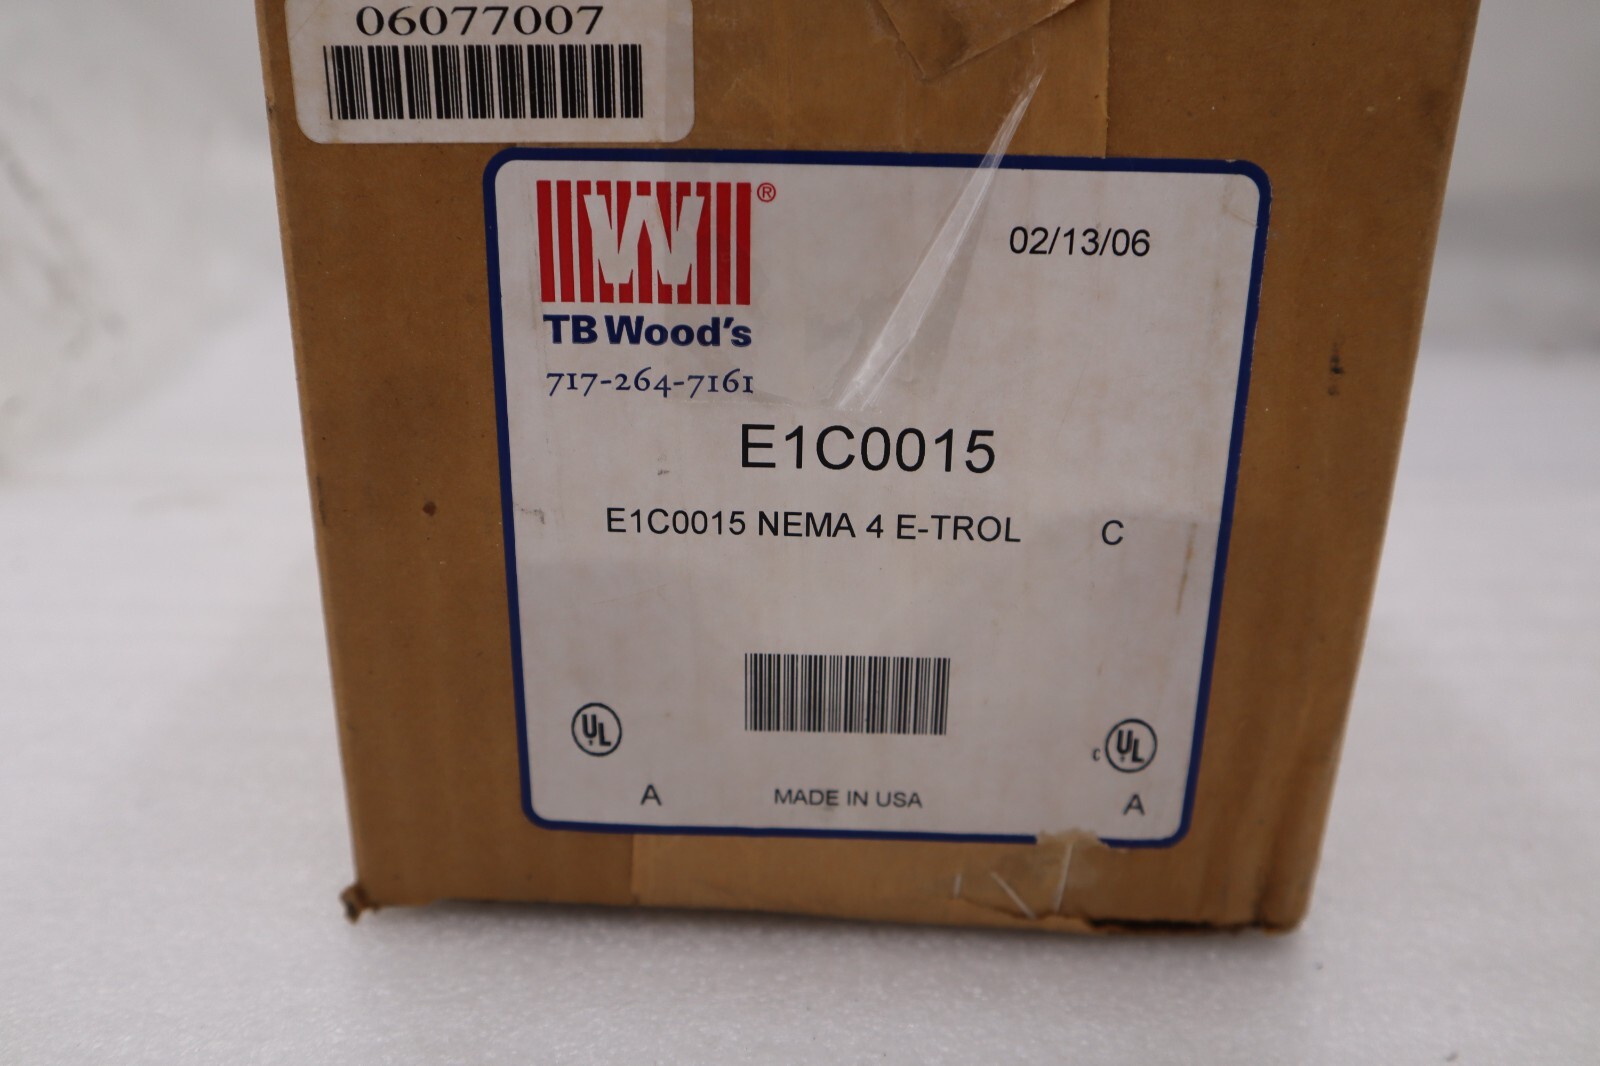 06077007
®
02/13/06
TB Wood's
717-264-7161
E1C0015
E1C0015 NEMA 4 E-TROL C
UL
c UL
A MADE IN USA A